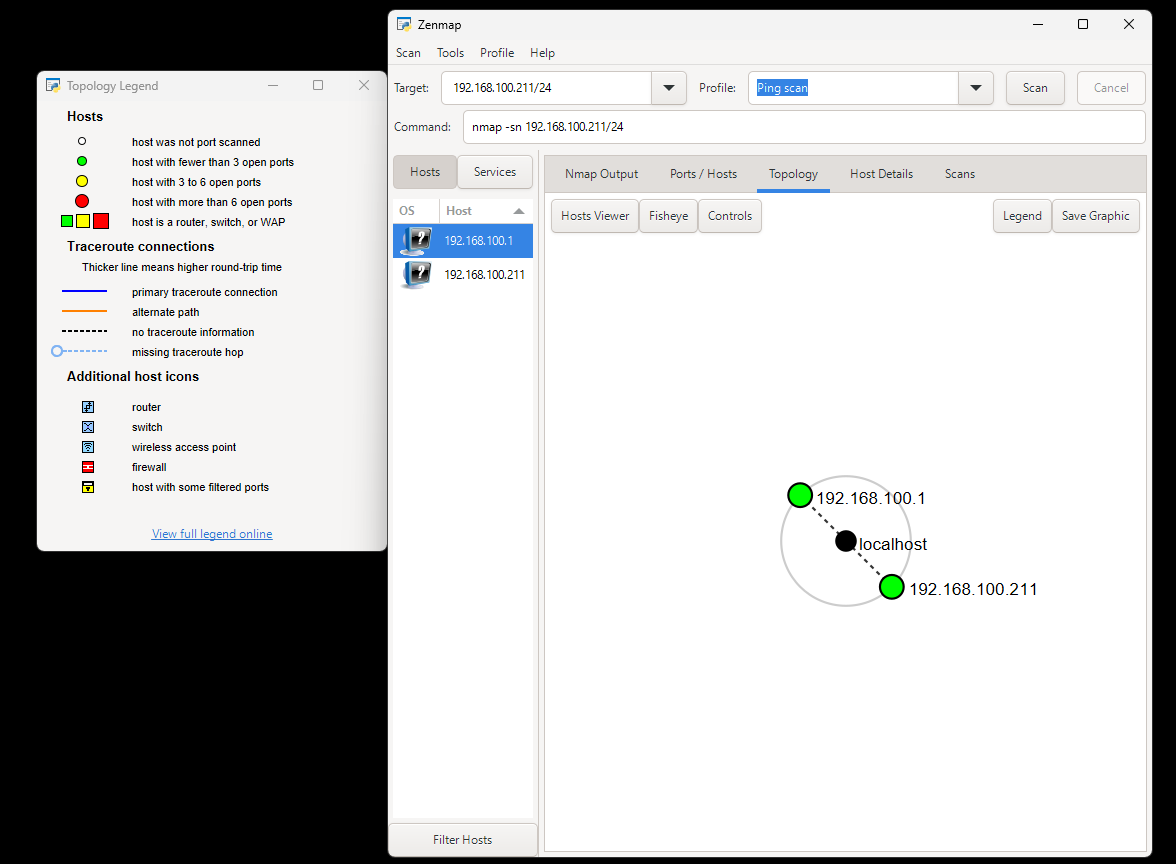 Topology Legend
Hosts
host was not port scanned
host with fewer than 3 open ports
host with 3 to 6 open ports
host with more than 6 open ports
host is a router, switch, or WAP
Traceroute connections
Thicker line means higher round-trip time
primary traceroute connection
alternate path
no traceroute information
missing traceroute hop
Additional host icons
router
switch
wireless access point
firewall
host with some filtered ports
View full legend online
Zenmap
Scan Tools Profile Help
Target: 192.168.100.211/24 Profile: Ping scan Scan Cancel
Command: nmap -sn 192.168.100.211/24
Hosts Services
OS Host
192.168.100.1
192.168.100.211
Filter Hosts
Nmap Output Ports / Hosts Topology Host Details Scans
Hosts Viewer Fisheye Controls Legend Save Graphic
192.168.100.1
localhost
192.168.100.211